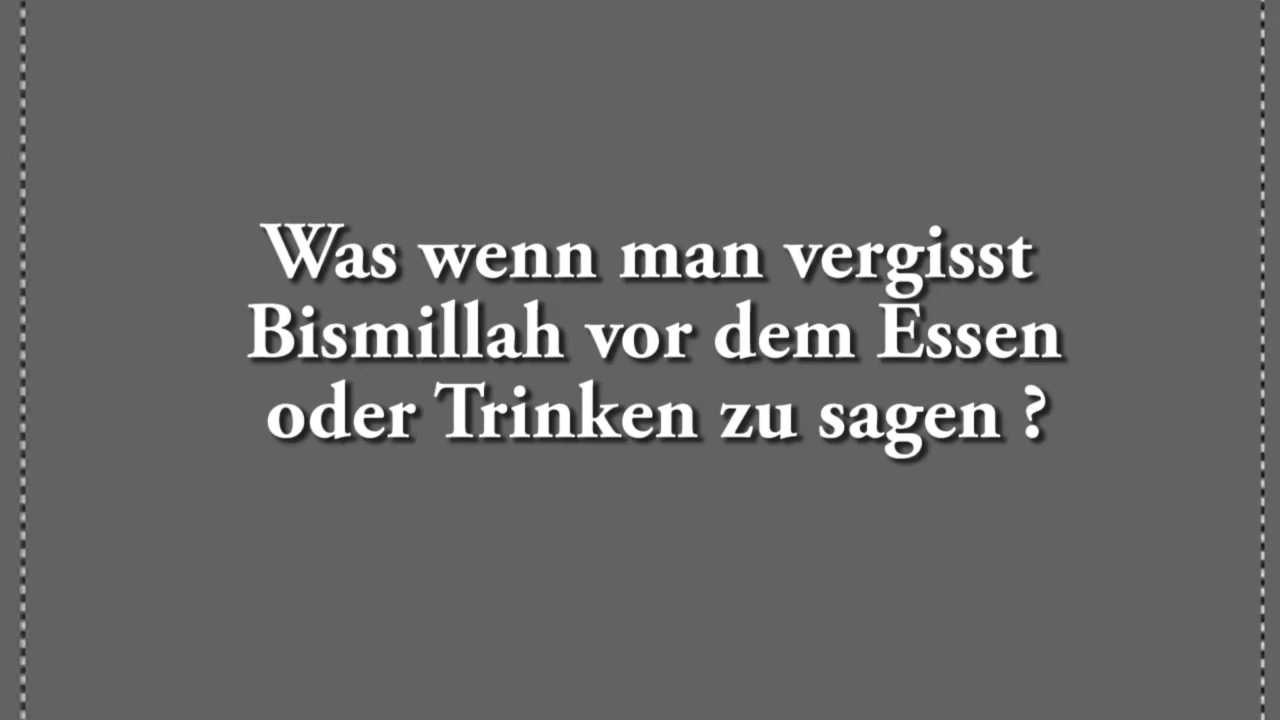 Was wenn man vergisst
Bismillah vor dem Essen
oder Trinken zu sagen ?